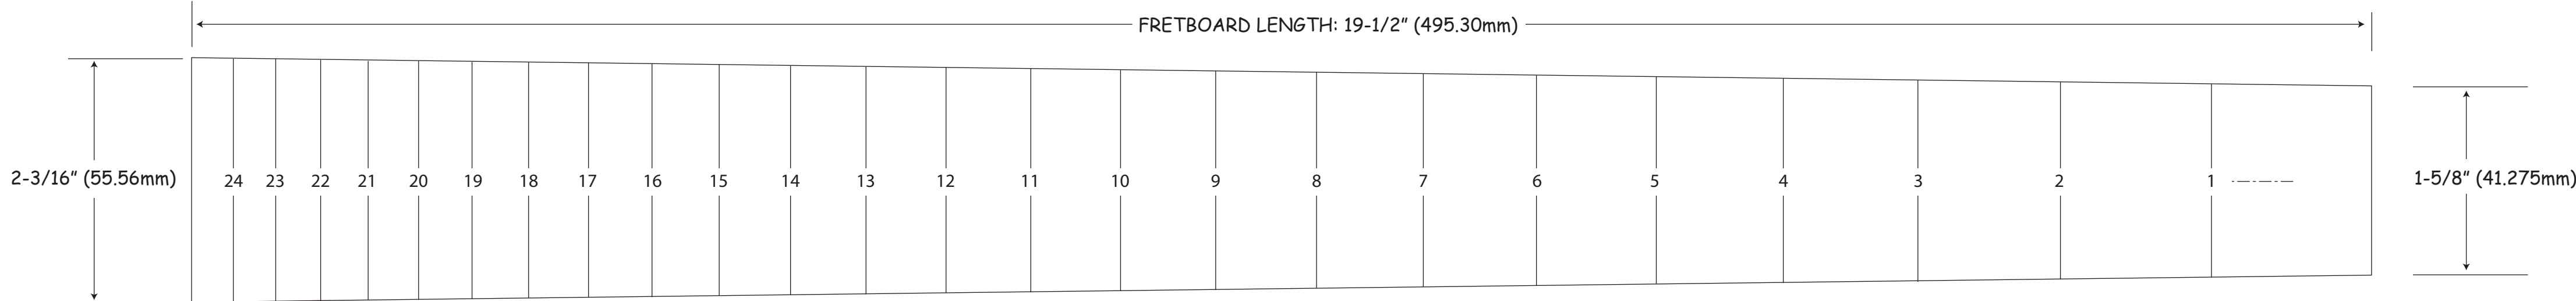 FRETBOARD LENGTH: 19-1/2” (495.30mm)
2-3/16” (55.56mm)
24 23 22 21 20 19 18 17 16 15 14 13 12 11 10 9 8 7 6 5 4 3 2 1
1-5/8” (41.275mm)